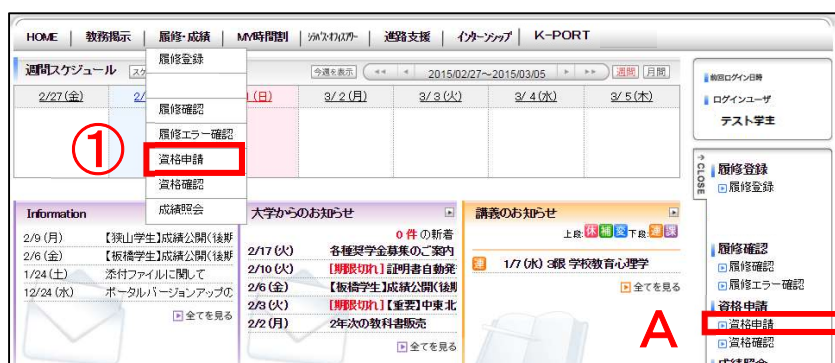 HOME | 教務掲示 | 履修・成績 | MY時間割 | ｼﾗﾊﾞｽ・ｵﾌｨｽｱﾜｰ | 進路支援 | インターンシップ | K-PORT
週間スケジュール
今週を表示 2015/02/27～2015/03/05 週間 月間
2/27(金) 2/ (日) 3/2(月) 3/3(火) 3/4(水) 3/5(木)
履修登録
履修確認
履修エラー確認
① 資格申請
資格確認
成績照会
前回ログイン日時
ログインユーザ
テスト学主
CLOSE
履修登録
履修登録
履修確認
履修確認
履修エラー確認
資格申請
A 資格申請
資格確認
成績照会
Information
2/9(月) 【狭山学生】成績公開(後期
2/6(金) 【板橋学生】成績公開(後期
1/24(土) 添付ファイルに関して
12/24(水) ポータルバージョンアップの
全てを見る
大学からのお知らせ
0件の新着
2/17(火) 各種奨学金募集のご案内
2/10(火) [期限切れ]証明書自動発
2/6(金) 【板橋学生】成績公開(後期
2/3(火) [期限切れ]【重要】中東北
2/2(月) 2年次の教科書販売
全てを見る
講義のお知らせ
上段:休補変下段:連課
連 1/7(水)3限 学校教育心理学
全てを見る